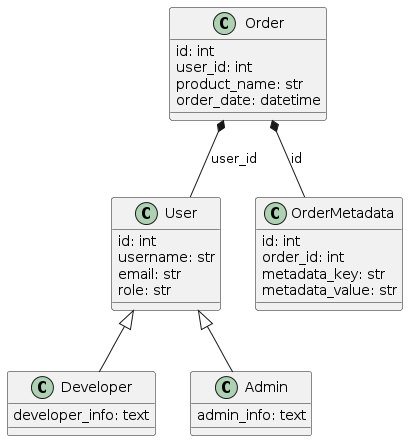 C Order
id: int
user_id: int
product_name: str
order_date: datetime
user_id
id
C User
id: int
username: str
email: str
role: str
C OrderMetadata
id: int
order_id: int
metadata_key: str
metadata_value: str
C Developer
developer_info: text
C Admin
admin_info: text